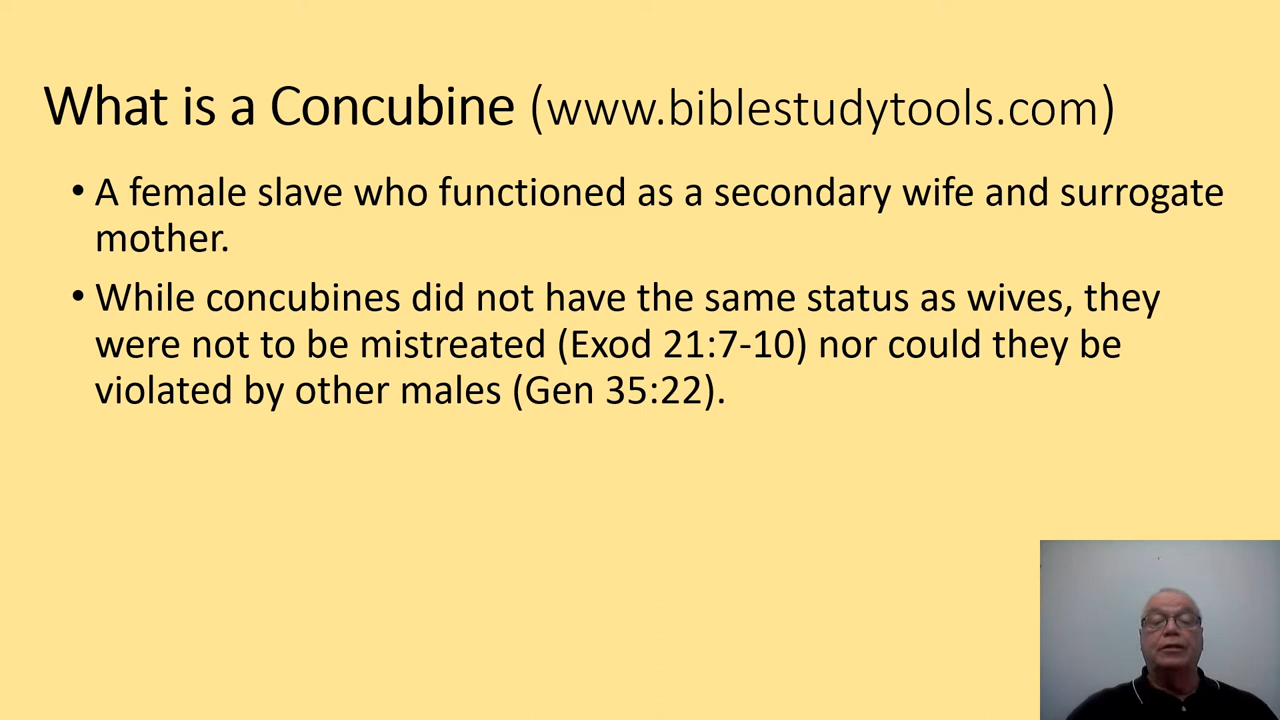 What is a Concubine (www.biblestudytools.com)
• A female slave who functioned as a secondary wife and surrogate
mother.
• While concubines did not have the same status as wives, they
were not to be mistreated (Exod 21:7-10) nor could they be
violated by other males (Gen 35:22).